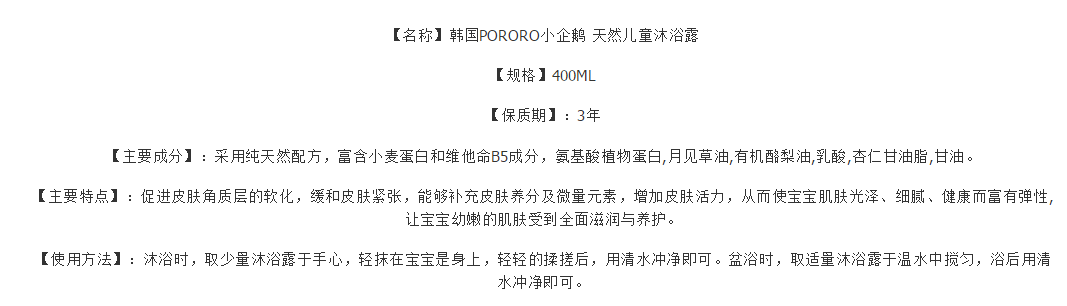 【名称】韩国PORORO小企鹅 天然儿童沐浴露
【规格】400ML
【保质期】：3年
【主要成分】：采用纯天然配方，富含小麦蛋白和维他命B5成分，氨基酸植物蛋白,月见草油,有机酪梨油,乳酸,杏仁甘油脂,甘油。
【主要特点】：促进皮肤角质层的软化，缓和皮肤紧张，能够补充皮肤养分及微量元素，增加皮肤活力，从而使宝宝肌肤光泽、细腻、健康而富有弹性,
让宝宝幼嫩的肌肤受到全面滋润与养护。
【使用方法】：沐浴时，取少量沐浴露于手心，轻抹在宝宝是身上，轻轻的揉搓后，用清水冲净即可。盆浴时，取适量沐浴露于温水中搅匀，浴后用清
水冲净即可。